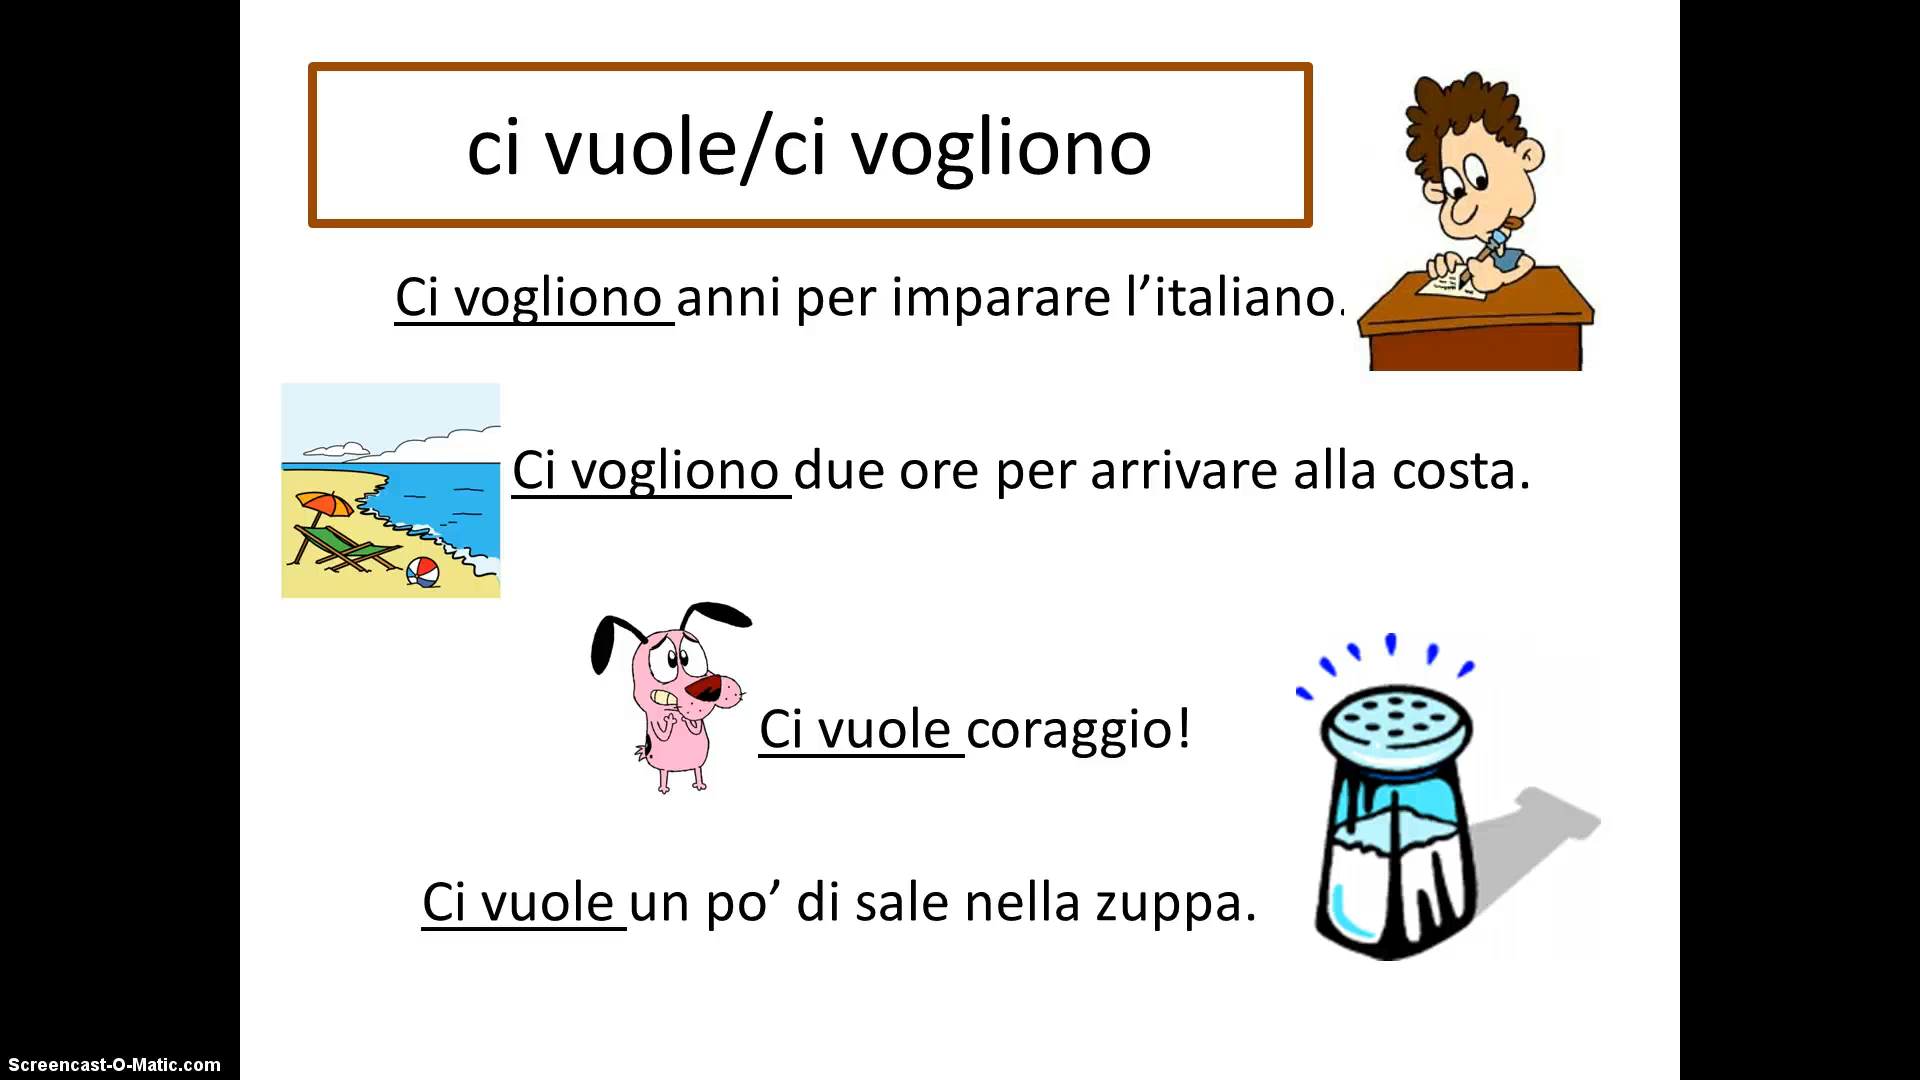 ci vuole/ci vogliono
Ci vogliono anni per imparare l’italiano.
Ci vogliono due ore per arrivare alla costa.
Ci vuole coraggio!
Ci vuole un po’ di sale nella zuppa.
Screencast-O-Matic.com